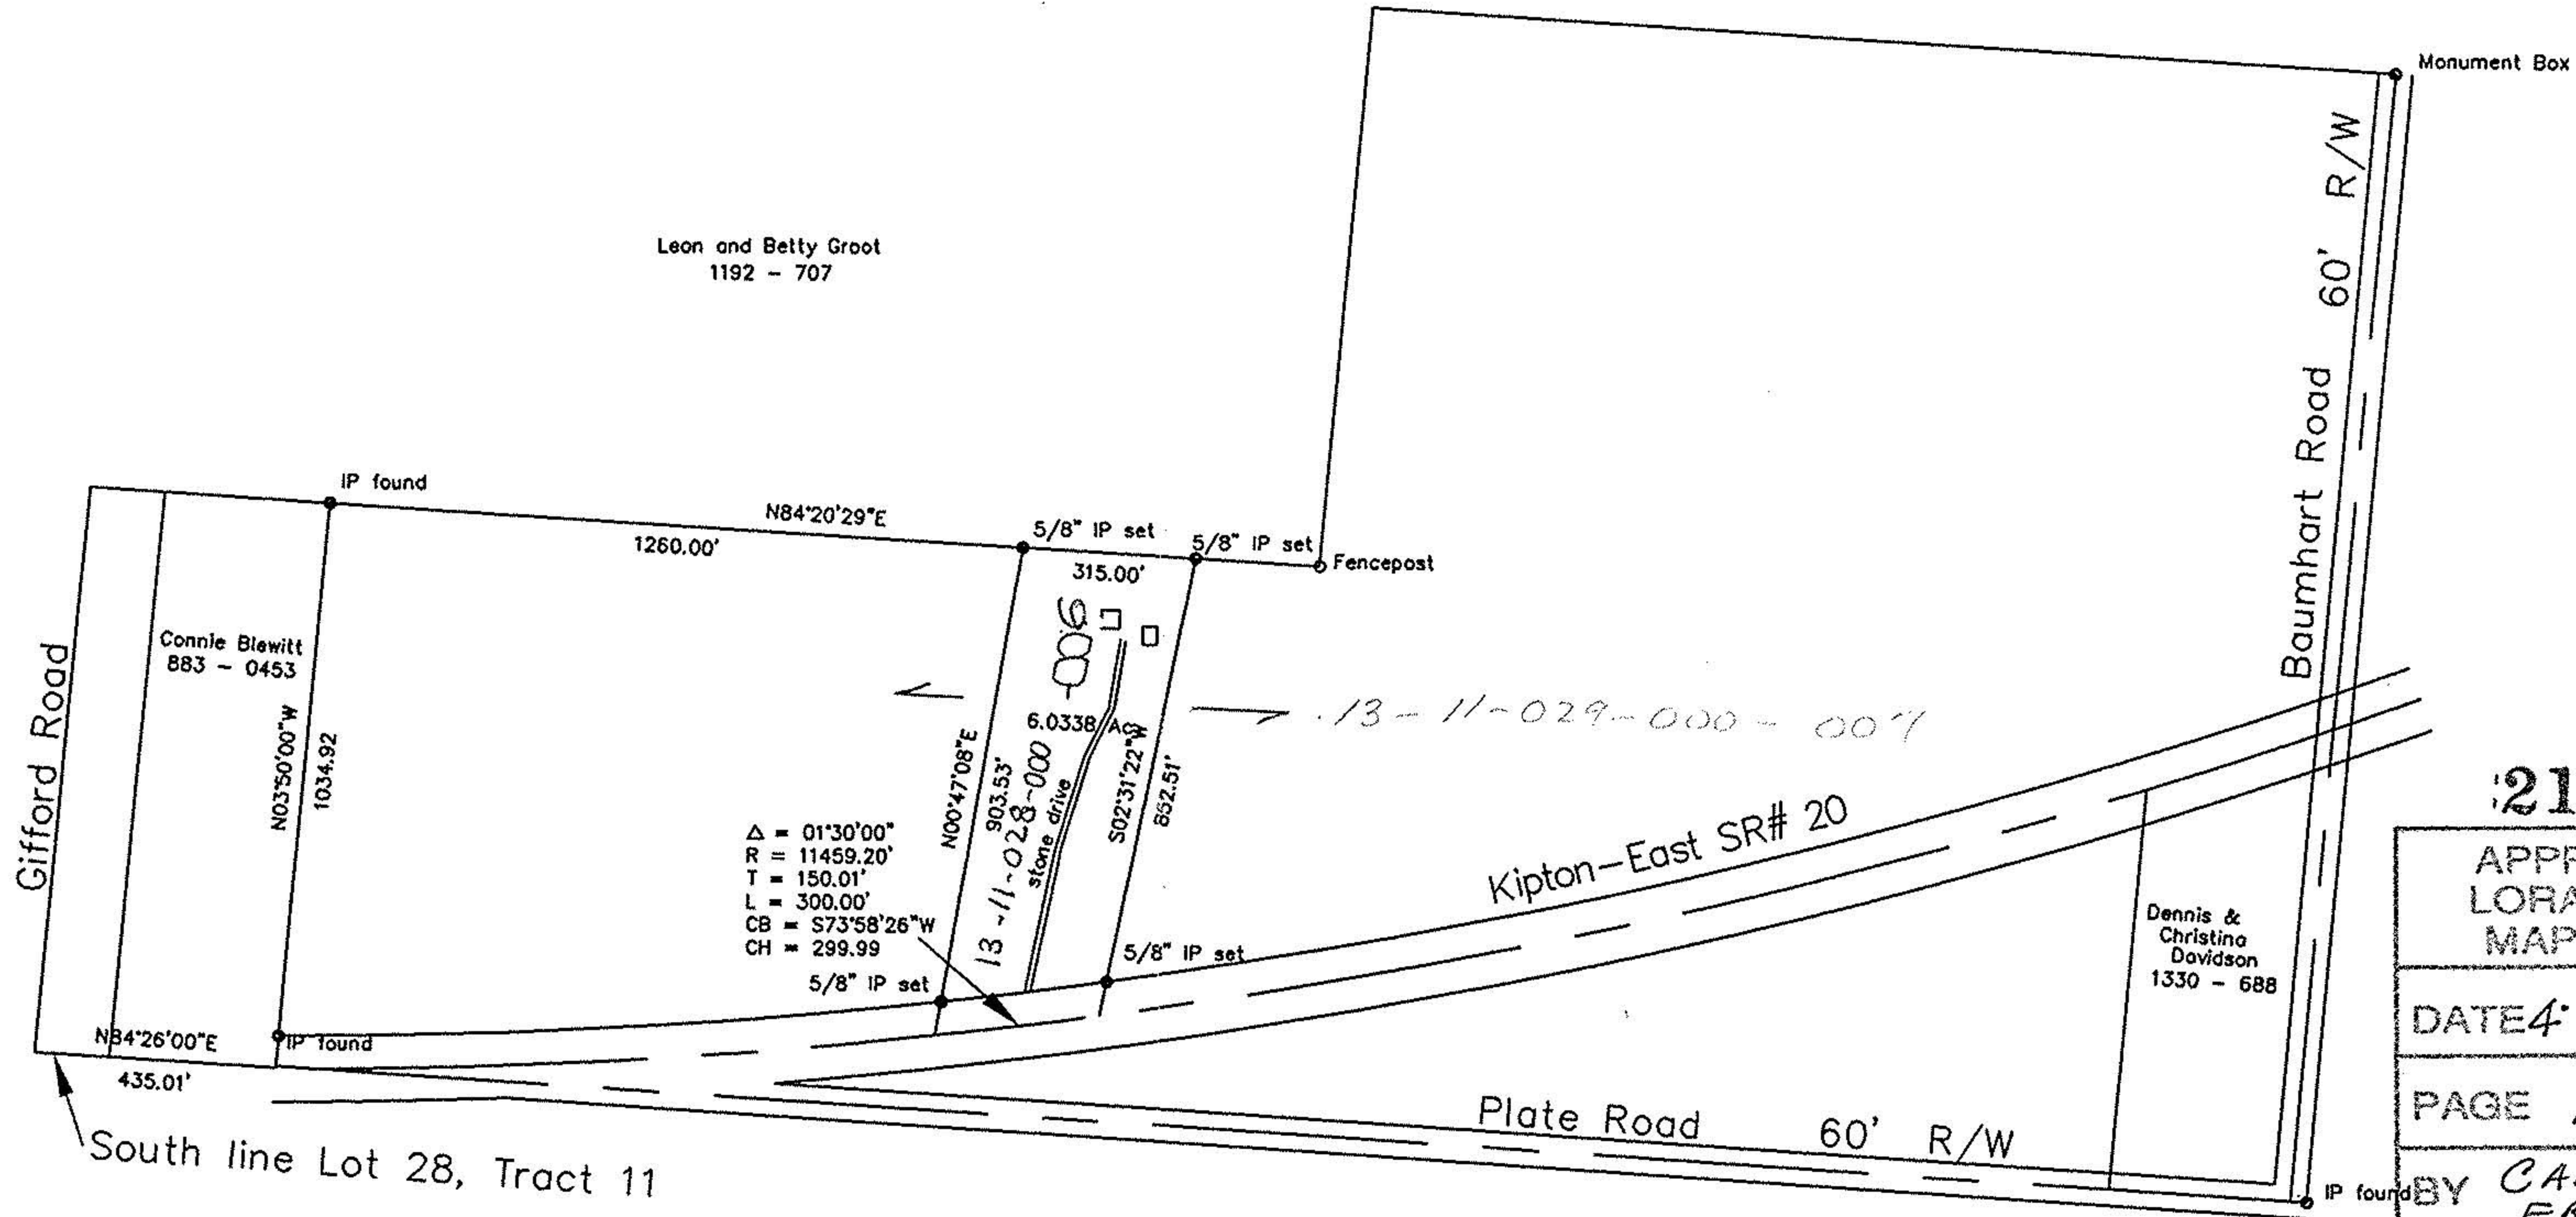 Monument Box
Leon and Betty Groot
1192 - 707
Baumhart Road 60' R/W
IP found
N84°20'29"E
1260.00'
5/8" IP set
5/8" IP set
Fencepost
315.00'
Connie Blewitt
883 - 0453
Gifford Road
N03°50'00"W
1034.92
13-11-028-000-006
6.0338 AC
stone drive
N00°47'08"E
903.53'
S02°31'22"W
862.51'
13-11-029-000-007
Δ = 01°30'00"
R = 11459.20'
T = 150.01'
L = 300.00'
CB = S73°58'26"W
CH = 299.99
5/8" IP set
5/8" IP set
Kipton-East SR# 20
Dennis &
Christina
Davidson
1330 - 688
N84°26'00"E
435.01'
IP found
South line Lot 28, Tract 11
Plate Road 60' R/W
IP found
21
APPR
LORA
MAP
DATE 4
PAGE
BY